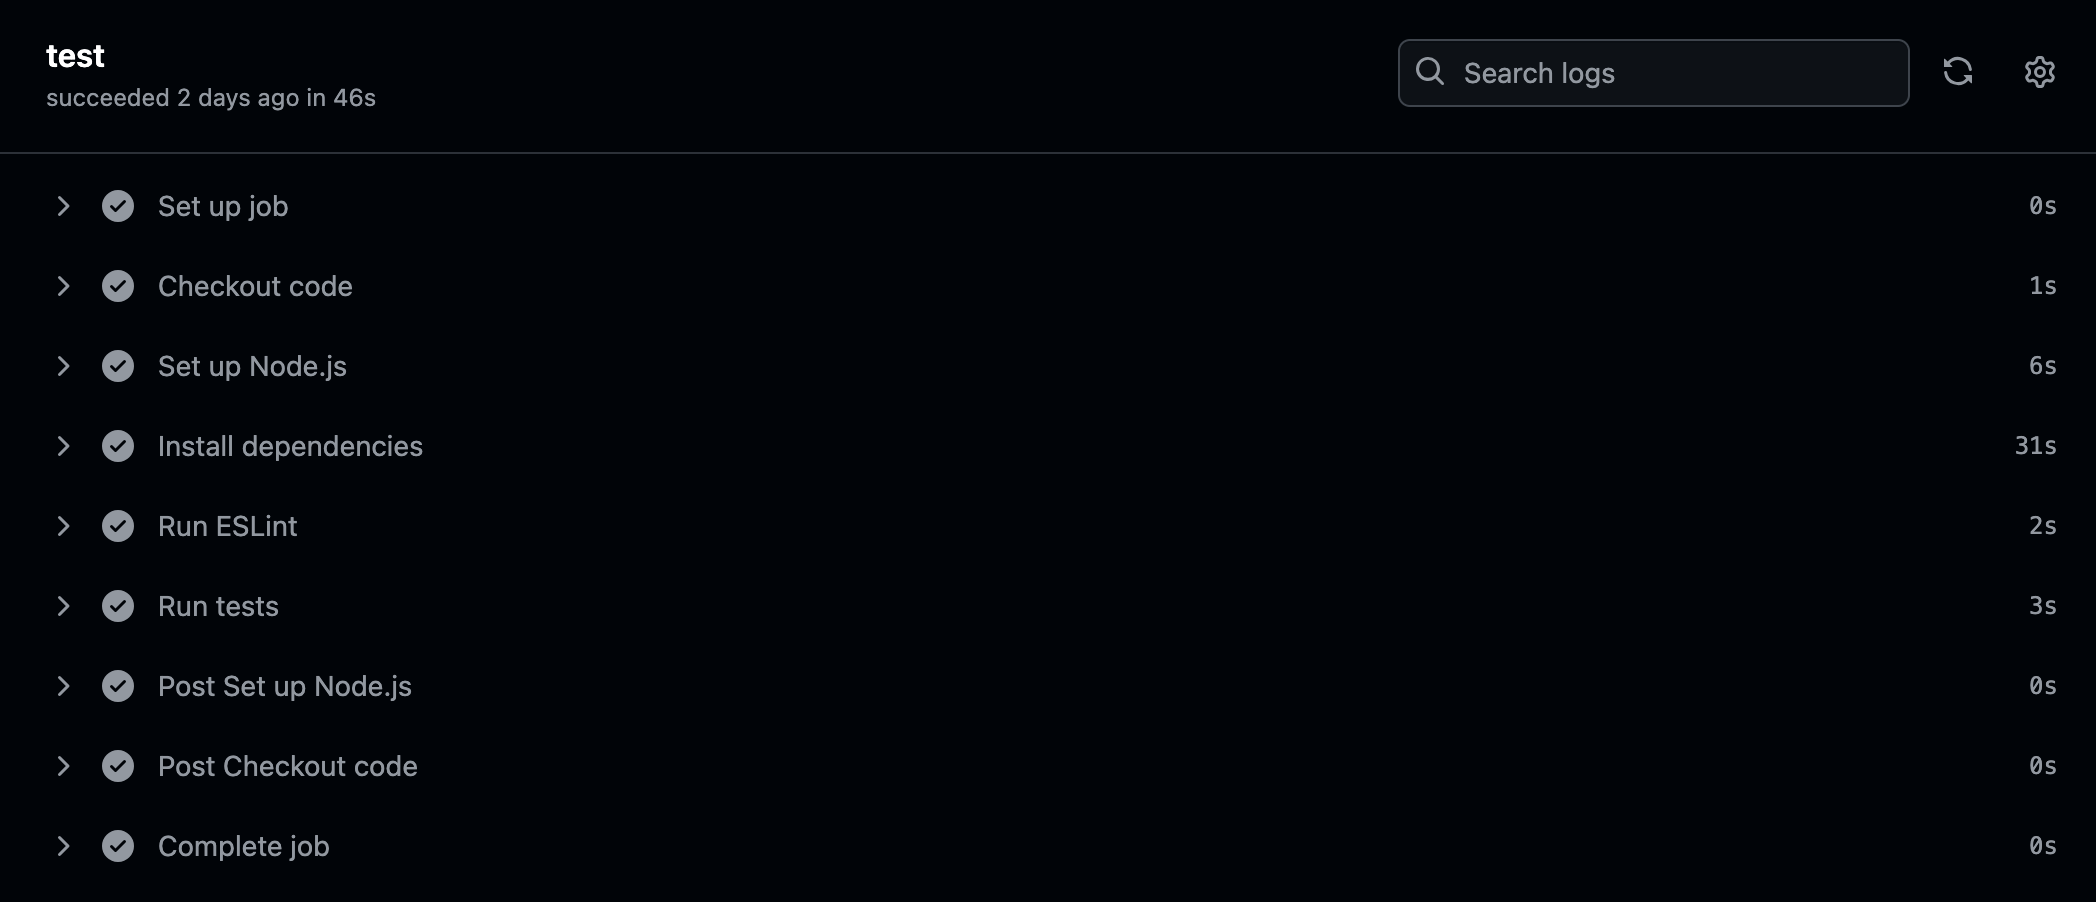 test
succeeded 2 days ago in 46s
Search logs
Set up job 0s
Checkout code 1s
Set up Node.js 6s
Install dependencies 31s
Run ESLint 2s
Run tests 3s
Post Set up Node.js 0s
Post Checkout code 0s
Complete job 0s